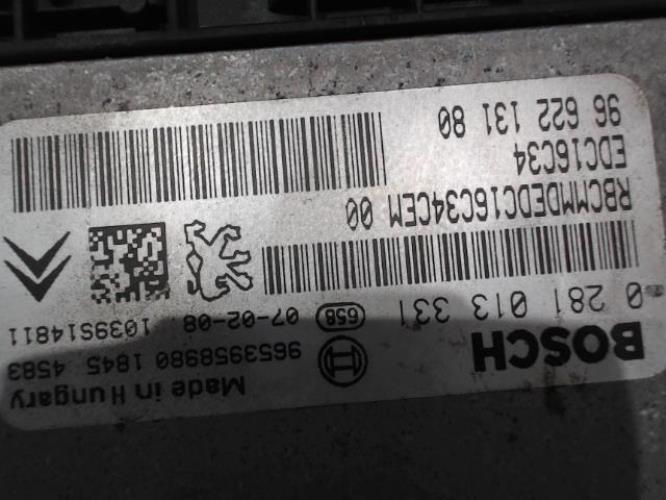 BOSCH
Made in Hungary
9653958980 1845 4583
0 281 013 331
658
07-02-08
1039S14811
RBCMMDEDC16C34CEM 00
EDC16C34
96 622 131 80